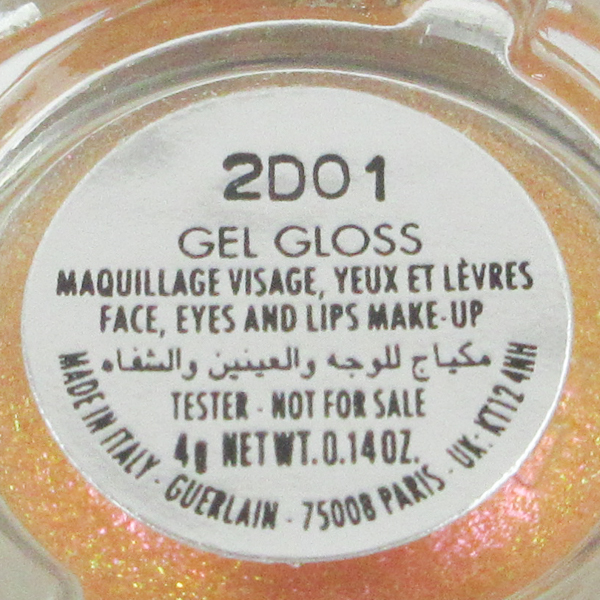 2D01
GEL GLOSS
MAQUILLAGE VISAGE, YEUX ET LÈVRES
FACE, EYES AND LIPS MAKE-UP
مكياج للوجه والعينين والشفاه
TESTER - NOT FOR SALE
4g NET WT. 0.14 OZ.
MADE IN ITALY - GUERLAIN - 75008 PARIS - UK: KT12 4NH